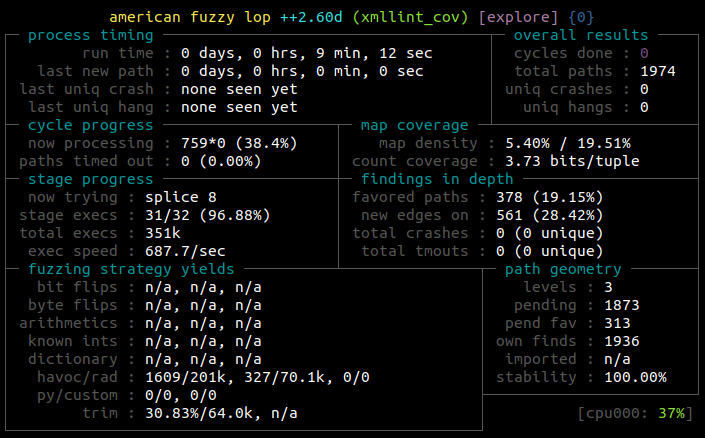 american fuzzy lop ++2.60d (xmllint_cov) [explore] {0}
process timing overall results
run time : 0 days, 0 hrs, 9 min, 12 sec cycles done : 0
last new path : 0 days, 0 hrs, 0 min, 0 sec total paths : 1974
last uniq crash : none seen yet uniq crashes : 0
last uniq hang : none seen yet uniq hangs : 0
cycle progress map coverage
now processing : 759*0 (38.4%) map density : 5.40% / 19.51%
paths timed out : 0 (0.00%) count coverage : 3.73 bits/tuple
stage progress findings in depth
now trying : splice 8 favored paths : 378 (19.15%)
stage execs : 31/32 (96.88%) new edges on : 561 (28.42%)
total execs : 351k total crashes : 0 (0 unique)
exec speed : 687.7/sec total tmouts : 0 (0 unique)
fuzzing strategy yields path geometry
bit flips : n/a, n/a, n/a levels : 3
byte flips : n/a, n/a, n/a pending : 1873
arithmetics : n/a, n/a, n/a pend fav : 313
known ints : n/a, n/a, n/a own finds : 1936
dictionary : n/a, n/a, n/a imported : n/a
havoc/rad : 1609/201k, 327/70.1k, 0/0 stability : 100.00%
py/custom : 0/0, 0/0
trim : 30.83%/64.0k, n/a [cpu000: 37%]